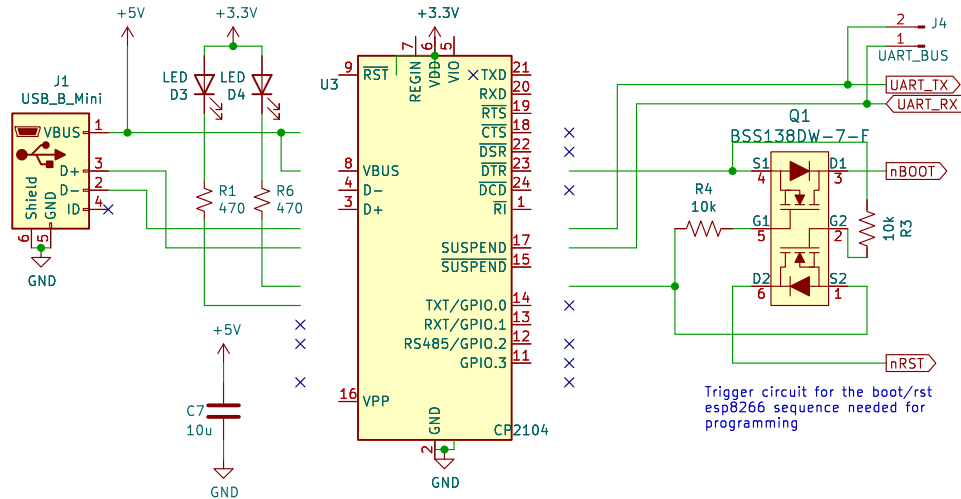 +5V
+3.3V
+3.3V
J1
USB_B_Mini
VBUS 1
D+ 3
D- 2
ID 4
Shield
GND
6 5
GND
LED
D3
LED
D4
R1
470
R6
470
+5V
C7
10u
GND
U3
7 6 5
REGIN
VDD
VIO
9 RST
8 VBUS
4 D-
3 D+
16 VPP
TXD 21
RXD 20
RTS 19
CTS 18
DSR 22
DTR 23
DCD 24
RI 1
SUSPEND 17
SUSPEND 15
TXT/GPIO.0 14
RXT/GPIO.1 13
RS485/GPIO.2 12
GPIO.3 11
GND
2
CP2104
GND
2 J4
1
UART_BUS
UART_TX
UART_RX
Q1
BSS138DW-7-F
S1 D1
4 3
G1 G2
5 2
D2 S2
6 1
R4
10k
R3
10k
nBOOT
nRST
Trigger circuit for the boot/rst
esp8266 sequence needed for
programming